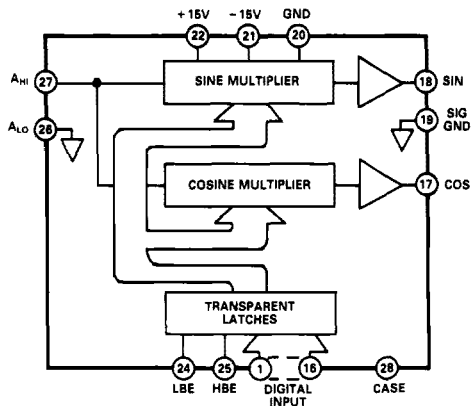 +15V −15V GND
22 21 20
A_HI 27 SINE MULTIPLIER 18 SIN
A_LO 26 19 SIG GND
COSINE MULTIPLIER 17 COS
TRANSPARENT LATCHES
24 25 1 16 28
LBE HBE DIGITAL INPUT CASE